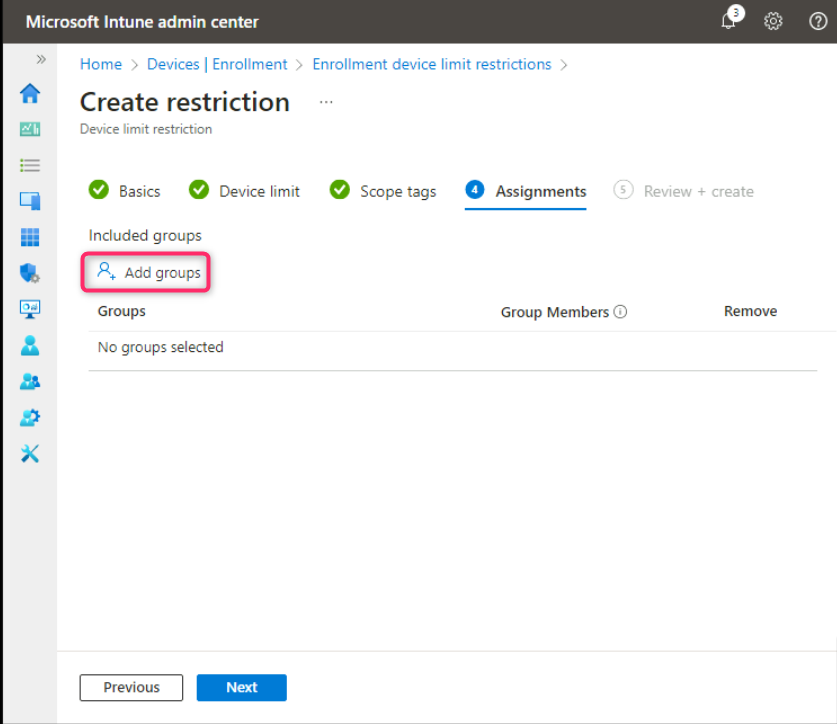 Microsoft Intune admin center
3
Home > Devices | Enrollment > Enrollment device limit restrictions >
Create restriction ...
Device limit restriction
Basics Device limit Scope tags 4 Assignments 5 Review + create
Included groups
Add groups
Groups Group Members Remove
No groups selected
Previous Next